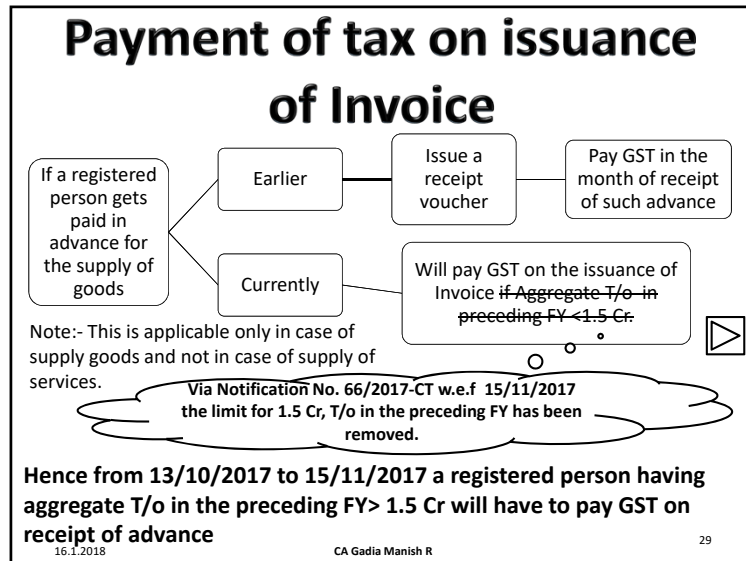 Payment of tax on issuance
of Invoice
If a registered
person gets
paid in
advance for
the supply of
goods
Earlier
Issue a
receipt
voucher
Pay GST in the
month of receipt
of such advance
Currently
Will pay GST on the issuance of
Invoice if Aggregate T/o in
preceding FY <1.5 Cr.
Note:- This is applicable only in case of
supply goods and not in case of supply of
services.
Via Notification No. 66/2017-CT w.e.f 15/11/2017
the limit for 1.5 Cr, T/o in the preceding FY has been
removed.
Hence from 13/10/2017 to 15/11/2017 a registered person having
aggregate T/o in the preceding FY> 1.5 Cr will have to pay GST on
receipt of advance
16.1.2018
CA Gadia Manish R
29